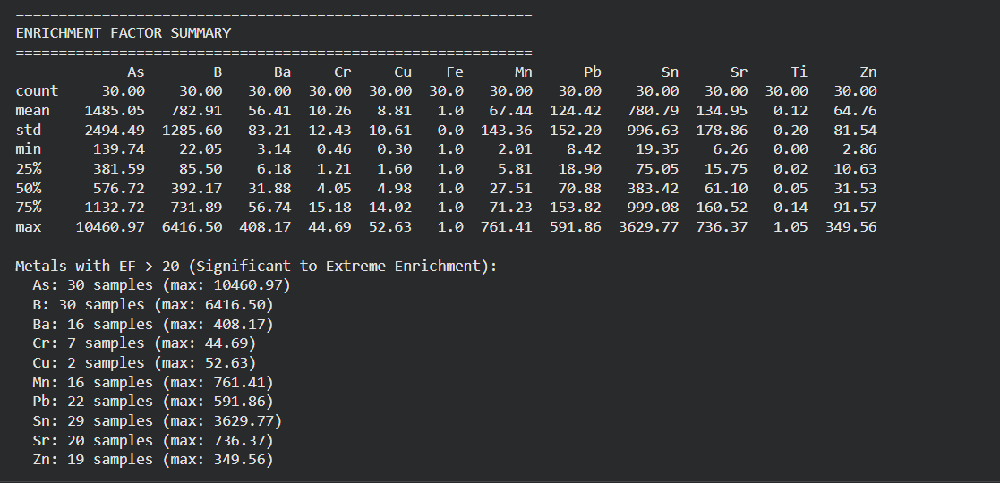 ============================================================
ENRICHMENT FACTOR SUMMARY
============================================================
             As        B      Ba     Cr     Cu    Fe      Mn      Pb       Sn      Sr     Ti      Zn
count     30.00    30.00   30.00  30.00  30.00  30.0   30.00   30.00    30.00   30.00  30.00   30.00
mean    1485.05   782.91   56.41  10.26   8.81   1.0   67.44  124.42   780.79  134.95   0.12   64.76
std     2494.49  1285.60   83.21  12.43  10.61   0.0  143.36  152.20   996.63  178.86   0.20   81.54
min      139.74    22.05    3.14   0.46   0.30   1.0    2.01    8.42    19.35    6.26   0.00    2.86
25%      381.59    85.50    6.18   1.21   1.60   1.0    5.81   18.90    75.05   15.75   0.02   10.63
50%      576.72   392.17   31.88   4.05   4.98   1.0   27.51   70.88   383.42   61.10   0.05   31.53
75%     1132.72   731.89   56.74  15.18  14.02   1.0   71.23  153.82   999.08  160.52   0.14   91.57
max    10460.97  6416.50  408.17  44.69  52.63   1.0  761.41  591.86  3629.77  736.37   1.05  349.56
Metals with EF > 20 (Significant to Extreme Enrichment):
  As: 30 samples (max: 10460.97)
  B: 30 samples (max: 6416.50)
  Ba: 16 samples (max: 408.17)
  Cr: 7 samples (max: 44.69)
  Cu: 2 samples (max: 52.63)
  Mn: 16 samples (max: 761.41)
  Pb: 22 samples (max: 591.86)
  Sn: 29 samples (max: 3629.77)
  Sr: 20 samples (max: 736.37)
  Zn: 19 samples (max: 349.56)